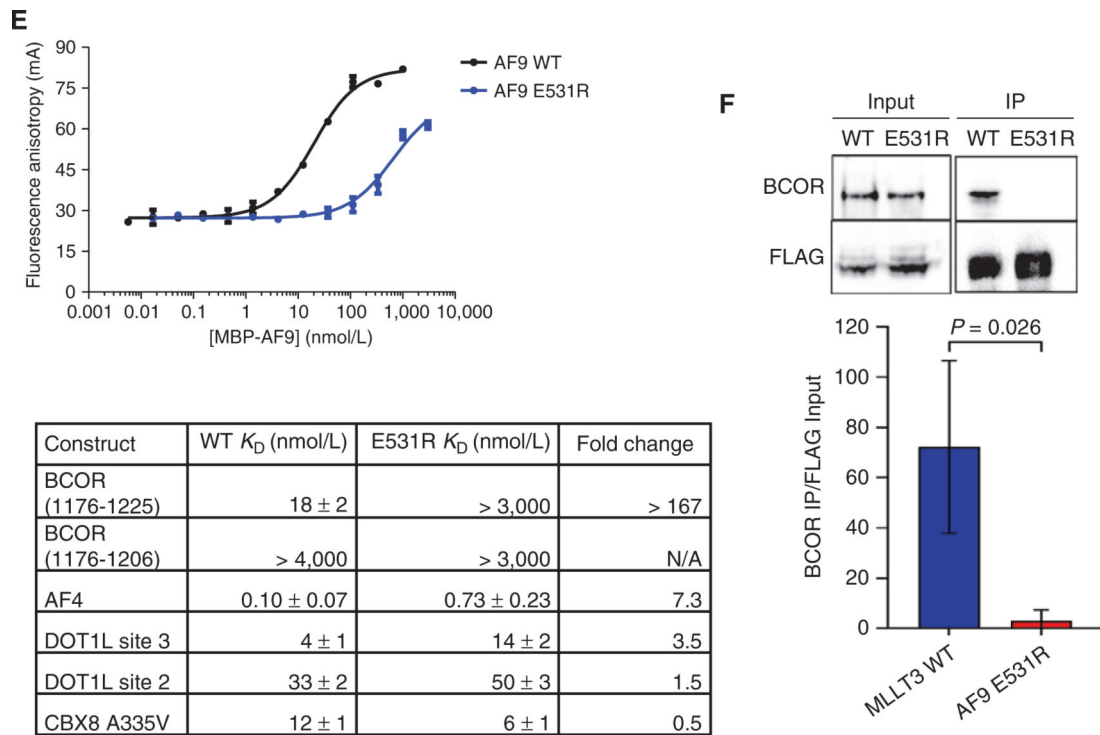 E
Fluorescence anisotropy (mA)
90
75
60
45
30
15
0
0.001 0.01 0.1 1 10 100 1,000 10,000
[MBP-AF9] (nmol/L)
AF9 WT
AF9 E531R
Construct WT KD (nmol/L) E531R KD (nmol/L) Fold change
BCOR
(1176-1225) 18 ± 2 > 3,000 > 167
BCOR
(1176-1206) > 4,000 > 3,000 N/A
AF4 0.10 ± 0.07 0.73 ± 0.23 7.3
DOT1L site 3 4 ± 1 14 ± 2 3.5
DOT1L site 2 33 ± 2 50 ± 3 1.5
CBX8 A335V 12 ± 1 6 ± 1 0.5
F
Input IP
WT E531R WT E531R
BCOR
FLAG
BCOR IP/FLAG Input
120
100
80
60
40
20
0
P = 0.026
MLLT3 WT
AF9 E531R